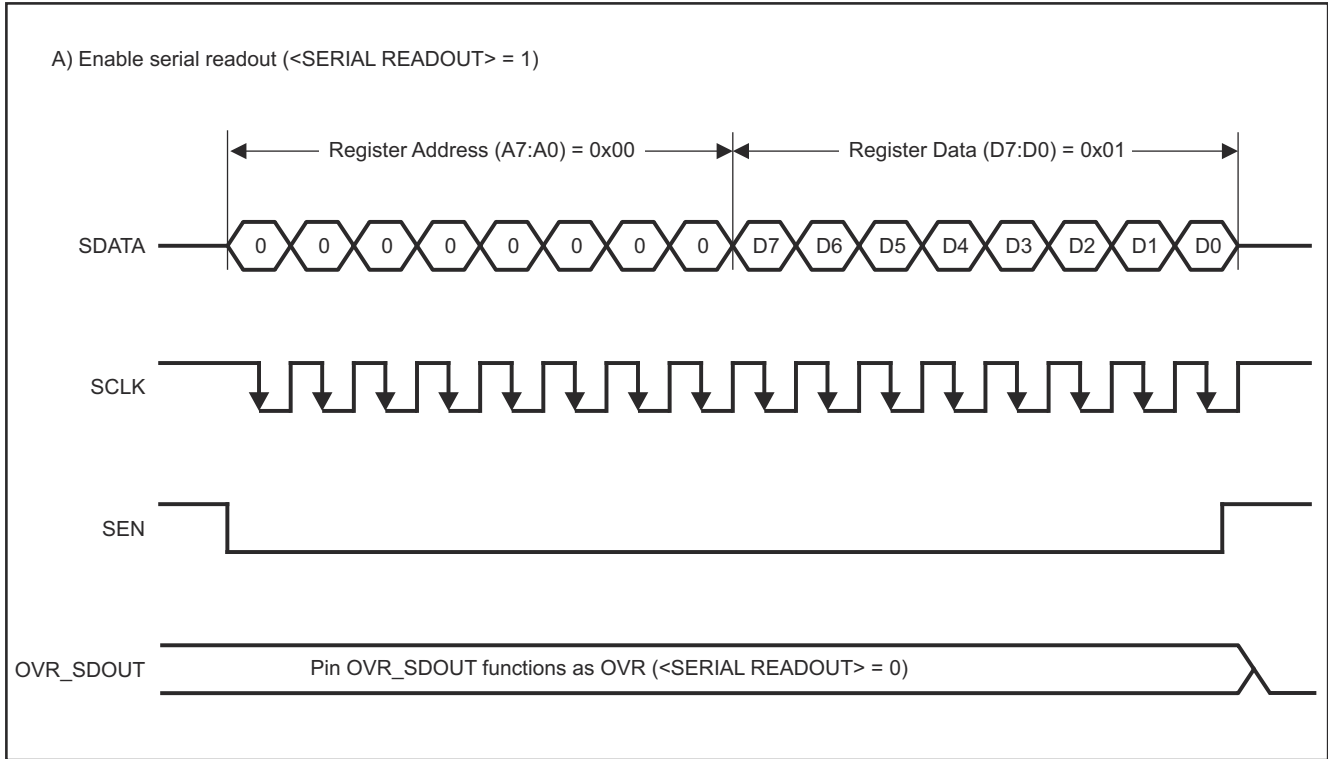 A) Enable serial readout (<SERIAL READOUT> = 1)
Register Address (A7:A0) = 0x00
Register Data (D7:D0) = 0x01
SDATA
0 0 0 0 0 0 0 0 D7 D6 D5 D4 D3 D2 D1 D0
SCLK
SEN
OVR_SDOUT
Pin OVR_SDOUT functions as OVR (<SERIAL READOUT> = 0)